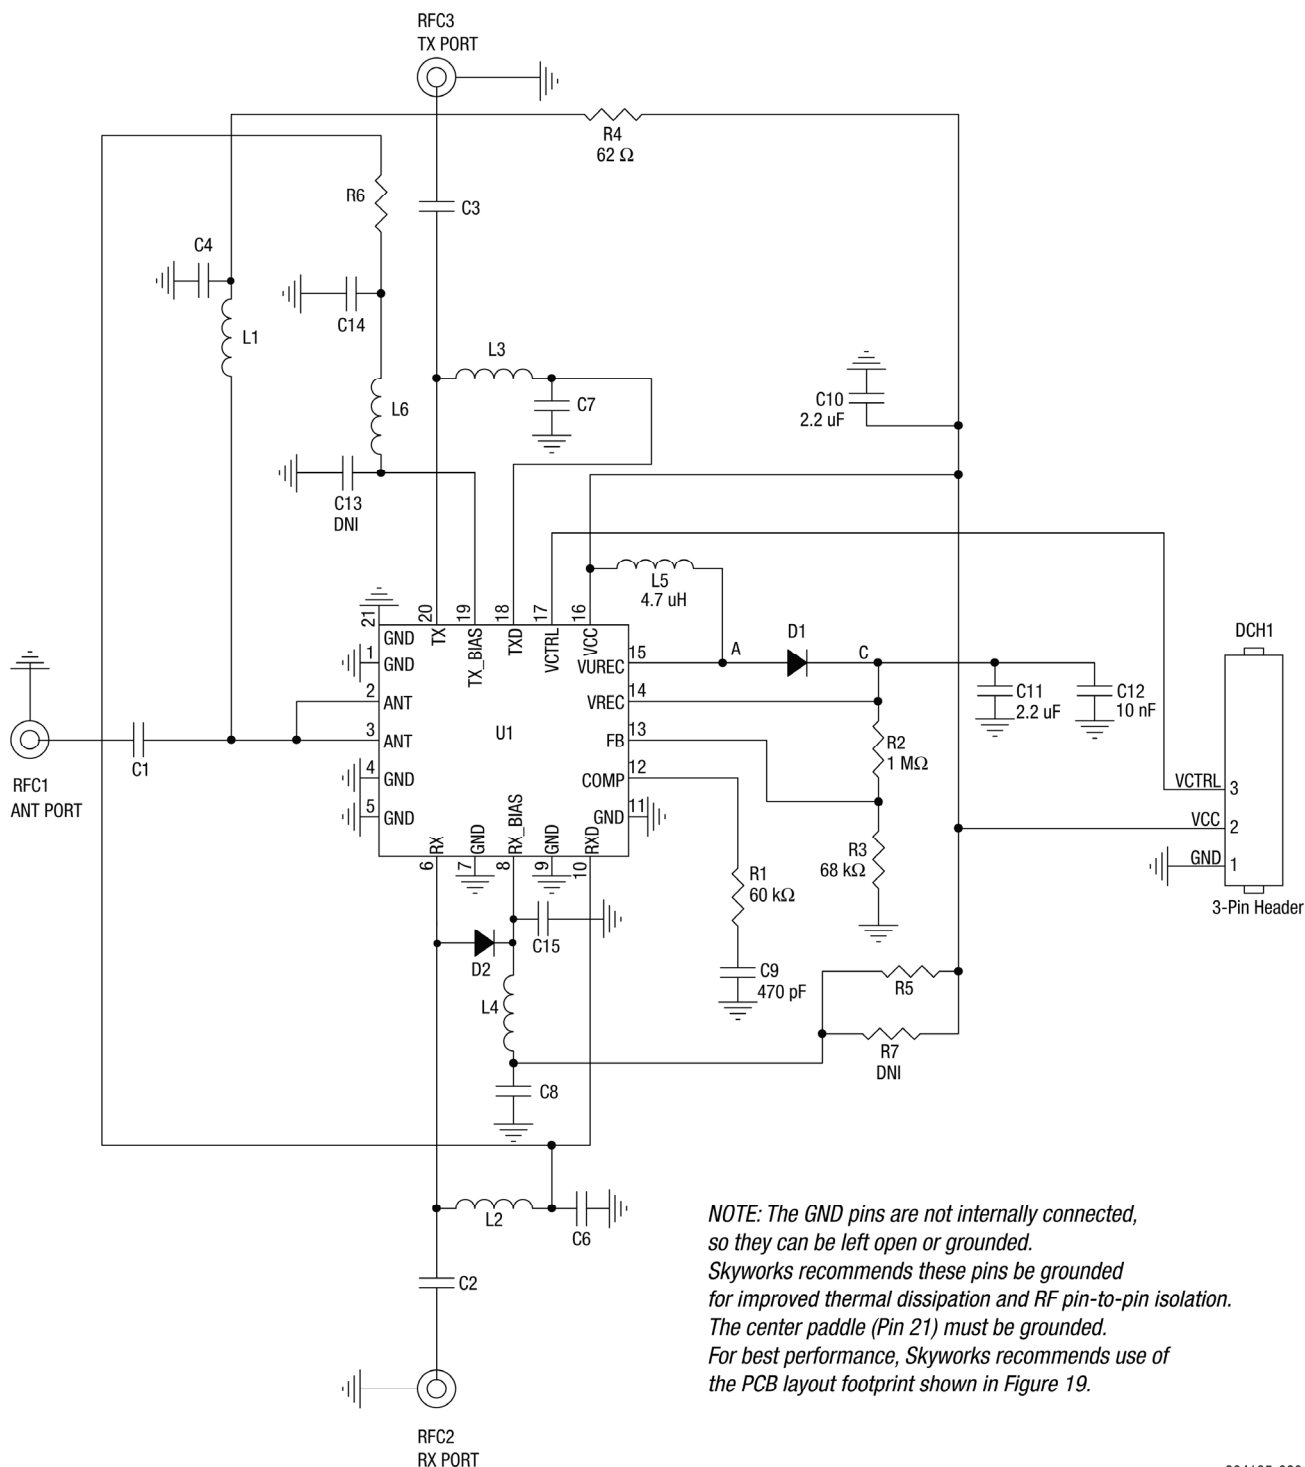 RFC3
TX PORT
R4
62 Ω
R6
C3
C4
C14
L1
L3
C7
L6
C10
2.2 uF
C13
DNI
L5
4.7 uH
21
20
19
18
17
16
GND
TX
TX_BIAS
TXD
VCTRL
VCC
1
GND
VUREC
15
A
D1
C
DCH1
2
ANT
VREC
14
C11
2.2 uF
C12
10 nF
3
ANT
U1
FB
13
R2
1 MΩ
C1
RFC1
ANT PORT
4
GND
COMP
12
VCTRL
3
5
GND
GND
11
VCC
2
RX
GND
RX_BIAS
GND
RXD
6
7
8
9
10
R1
60 kΩ
R3
68 kΩ
GND
1
3-Pin Header
D2
C15
C9
470 pF
L4
R5
R7
DNI
C8
L2
C6
C2
RFC2
RX PORT
NOTE: The GND pins are not internally connected,
so they can be left open or grounded.
Skyworks recommends these pins be grounded
for improved thermal dissipation and RF pin-to-pin isolation.
The center paddle (Pin 21) must be grounded.
For best performance, Skyworks recommends use of
the PCB layout footprint shown in Figure 19.